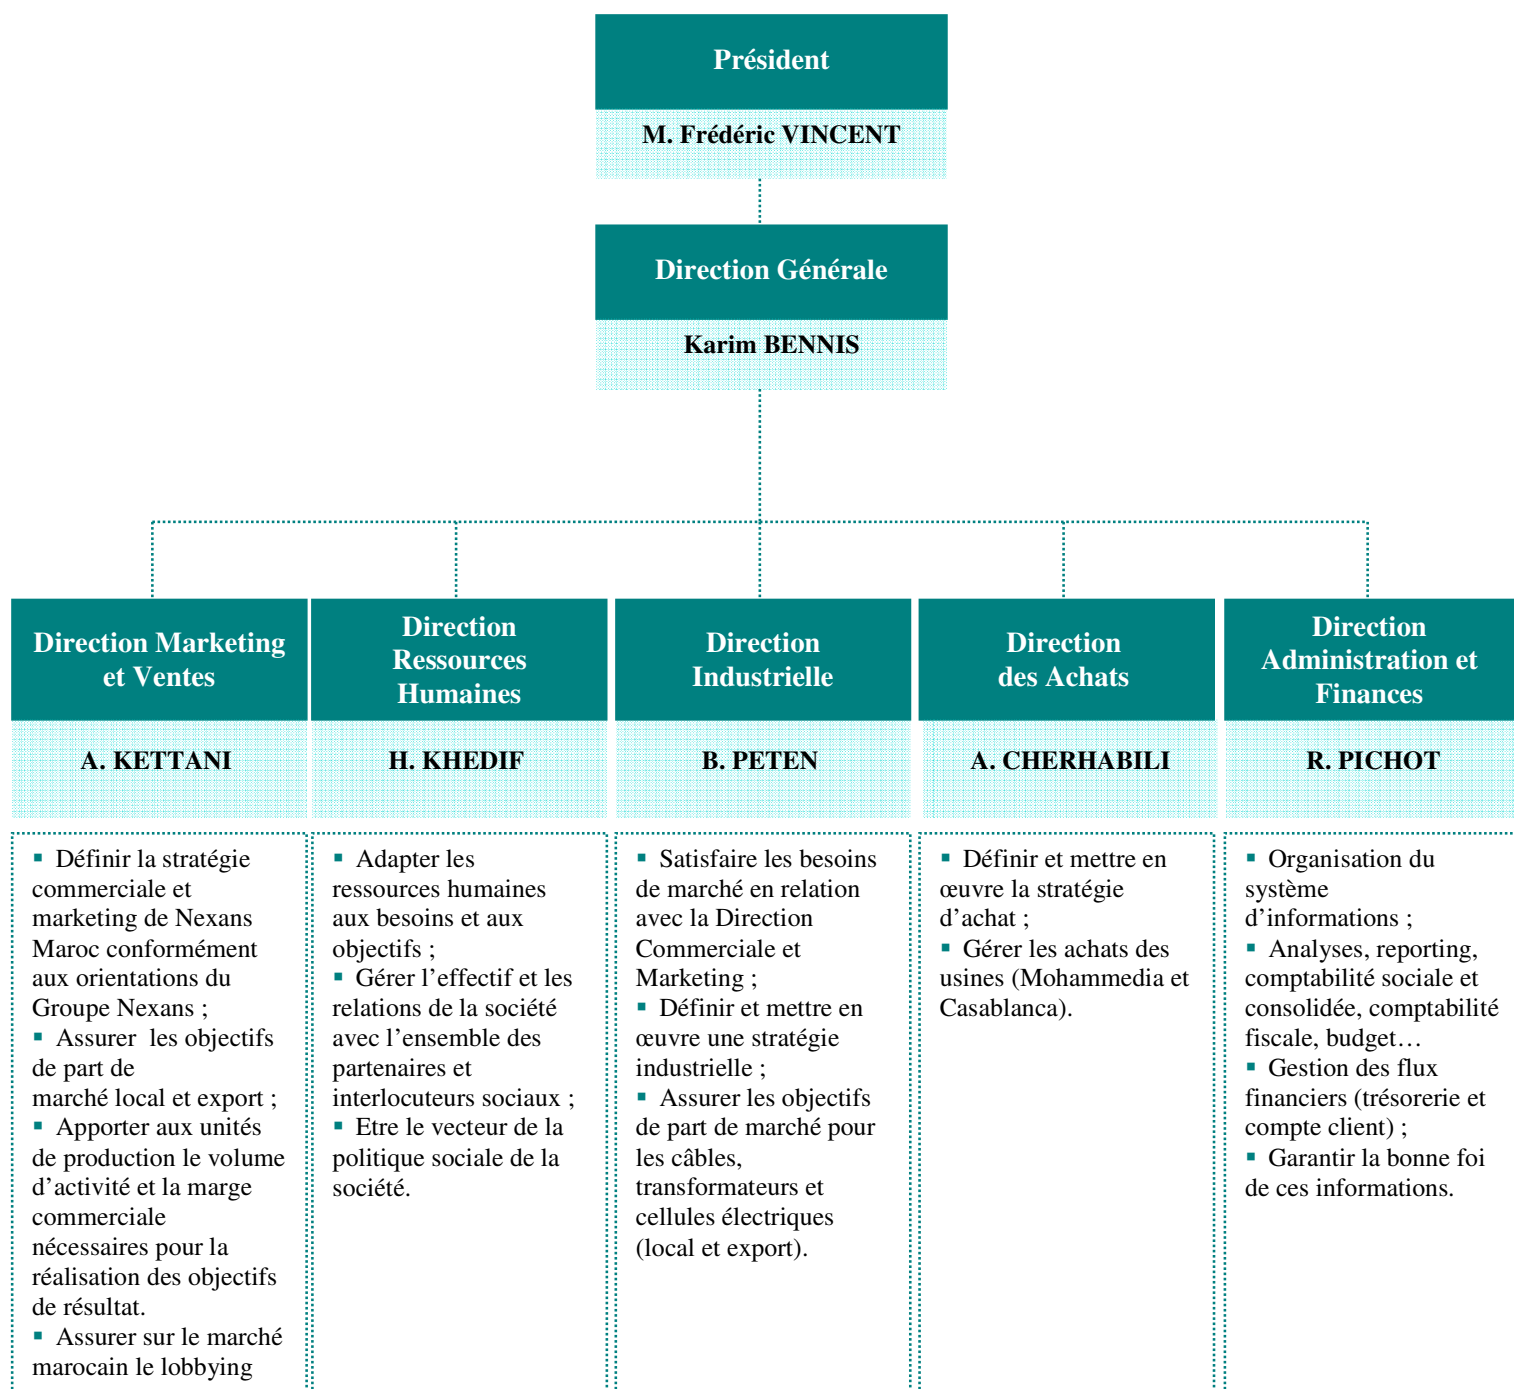 Président
M. Frédéric VINCENT
Direction Générale
Karim BENNIS
Direction Marketing
et Ventes
A. KETTANI
▪ Définir la stratégie
commerciale et
marketing de Nexans
Maroc conformément
aux orientations du
Groupe Nexans ;
▪ Assurer les objectifs
de part de
marché local et export ;
▪ Apporter aux unités
de production le volume
d’activité et la marge
commerciale
nécessaires pour la
réalisation des objectifs
de résultat.
▪ Assurer sur le marché
marocain le lobbying
Direction
Ressources
Humaines
H. KHEDIF
▪ Adapter les
ressources humaines
aux besoins et aux
objectifs ;
▪ Gérer l’effectif et les
relations de la société
avec l’ensemble des
partenaires et
interlocuteurs sociaux ;
▪ Etre le vecteur de la
politique sociale de la
société.
Direction
Industrielle
B. PETEN
▪ Satisfaire les besoins
de marché en relation
avec la Direction
Commerciale et
Marketing ;
▪ Définir et mettre en
œuvre une stratégie
industrielle ;
▪ Assurer les objectifs
de part de marché pour
les câbles,
transformateurs et
cellules électriques
(local et export).
Direction
des Achats
A. CHERHABILI
▪ Définir et mettre en
œuvre la stratégie
d’achat ;
▪ Gérer les achats des
usines (Mohammedia et
Casablanca).
Direction
Administration et
Finances
R. PICHOT
▪ Organisation du
système
d’informations ;
▪ Analyses, reporting,
comptabilité sociale et
consolidée, comptabilité
fiscale, budget…
▪ Gestion des flux
financiers (trésorerie et
compte client) ;
▪ Garantir la bonne foi
de ces informations.